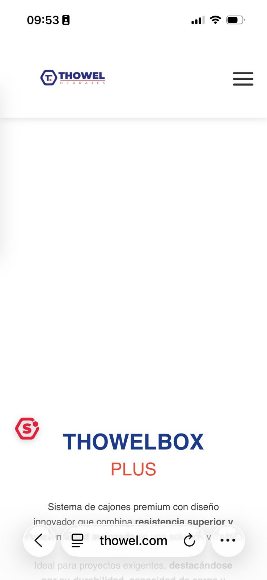 09:53
THOWEL
THOWELBOX
PLUS
Sistema de cajones premium con diseño
innovador que combina resistencia superior y
thowel.com
Ideal para proyectos exigentes, destacándose